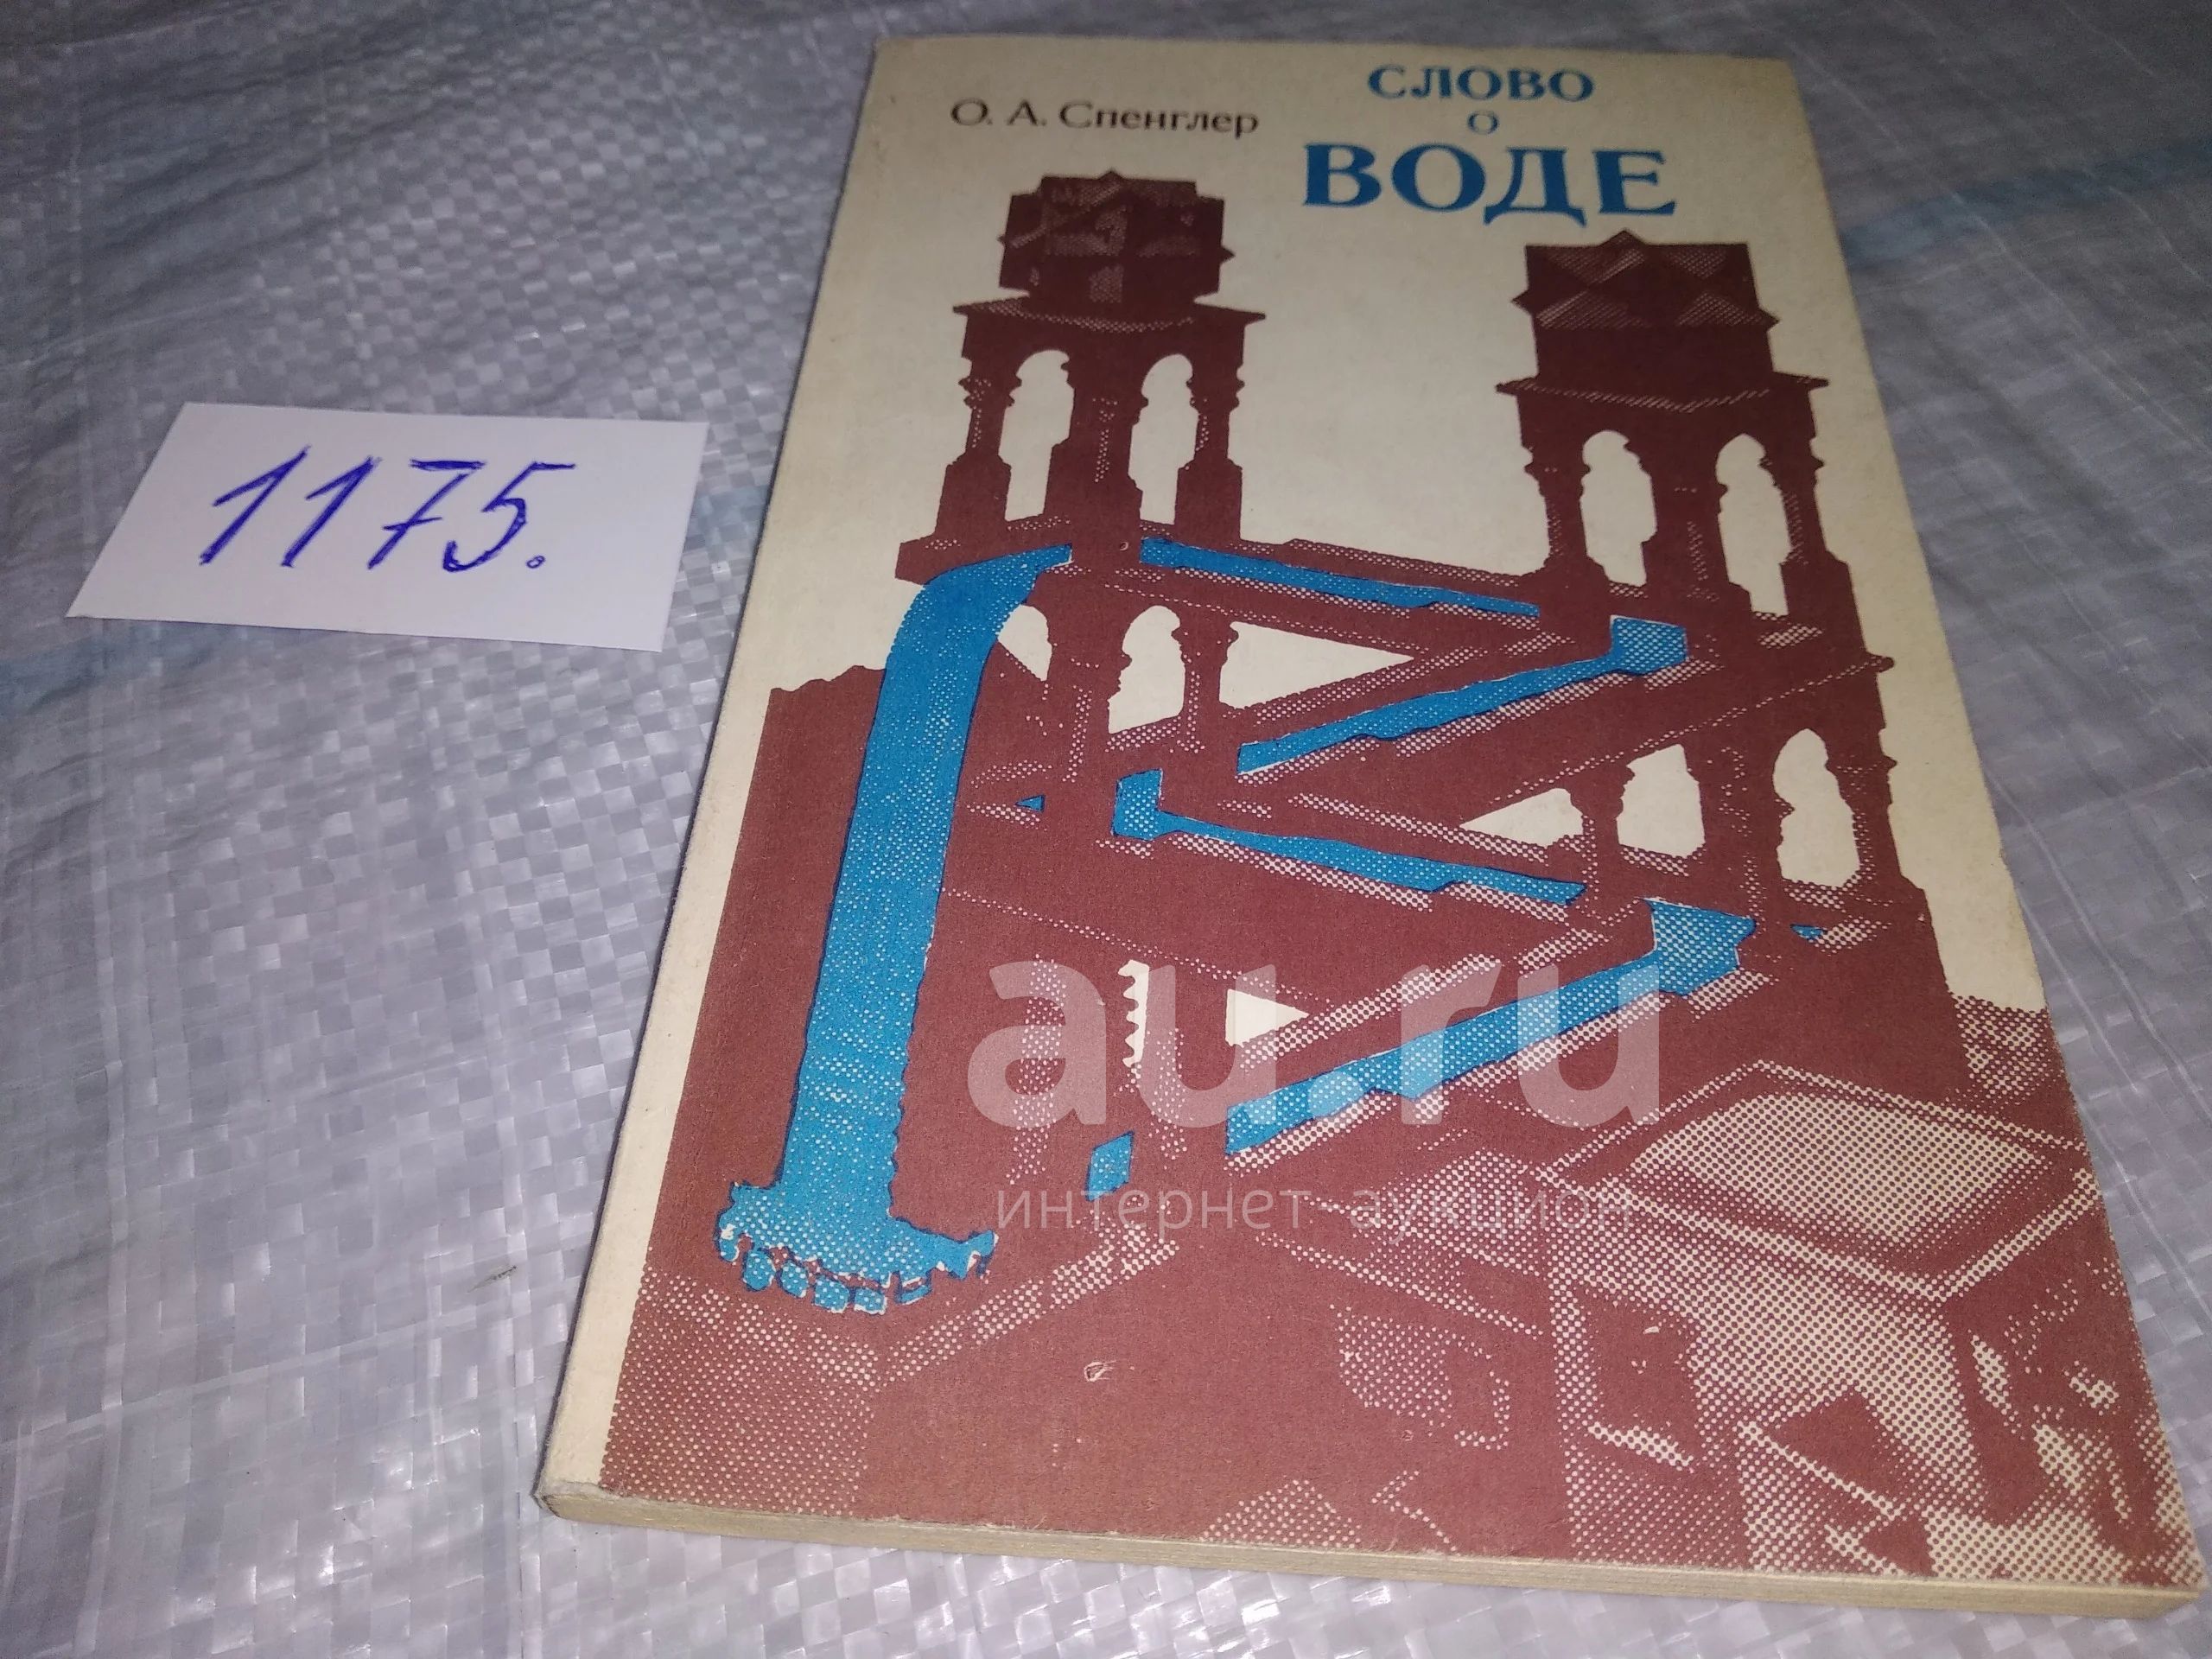 О. А. Спенглер
СЛОВО
О
ВОДЕ
1175.
au.ru
интернет аукцион